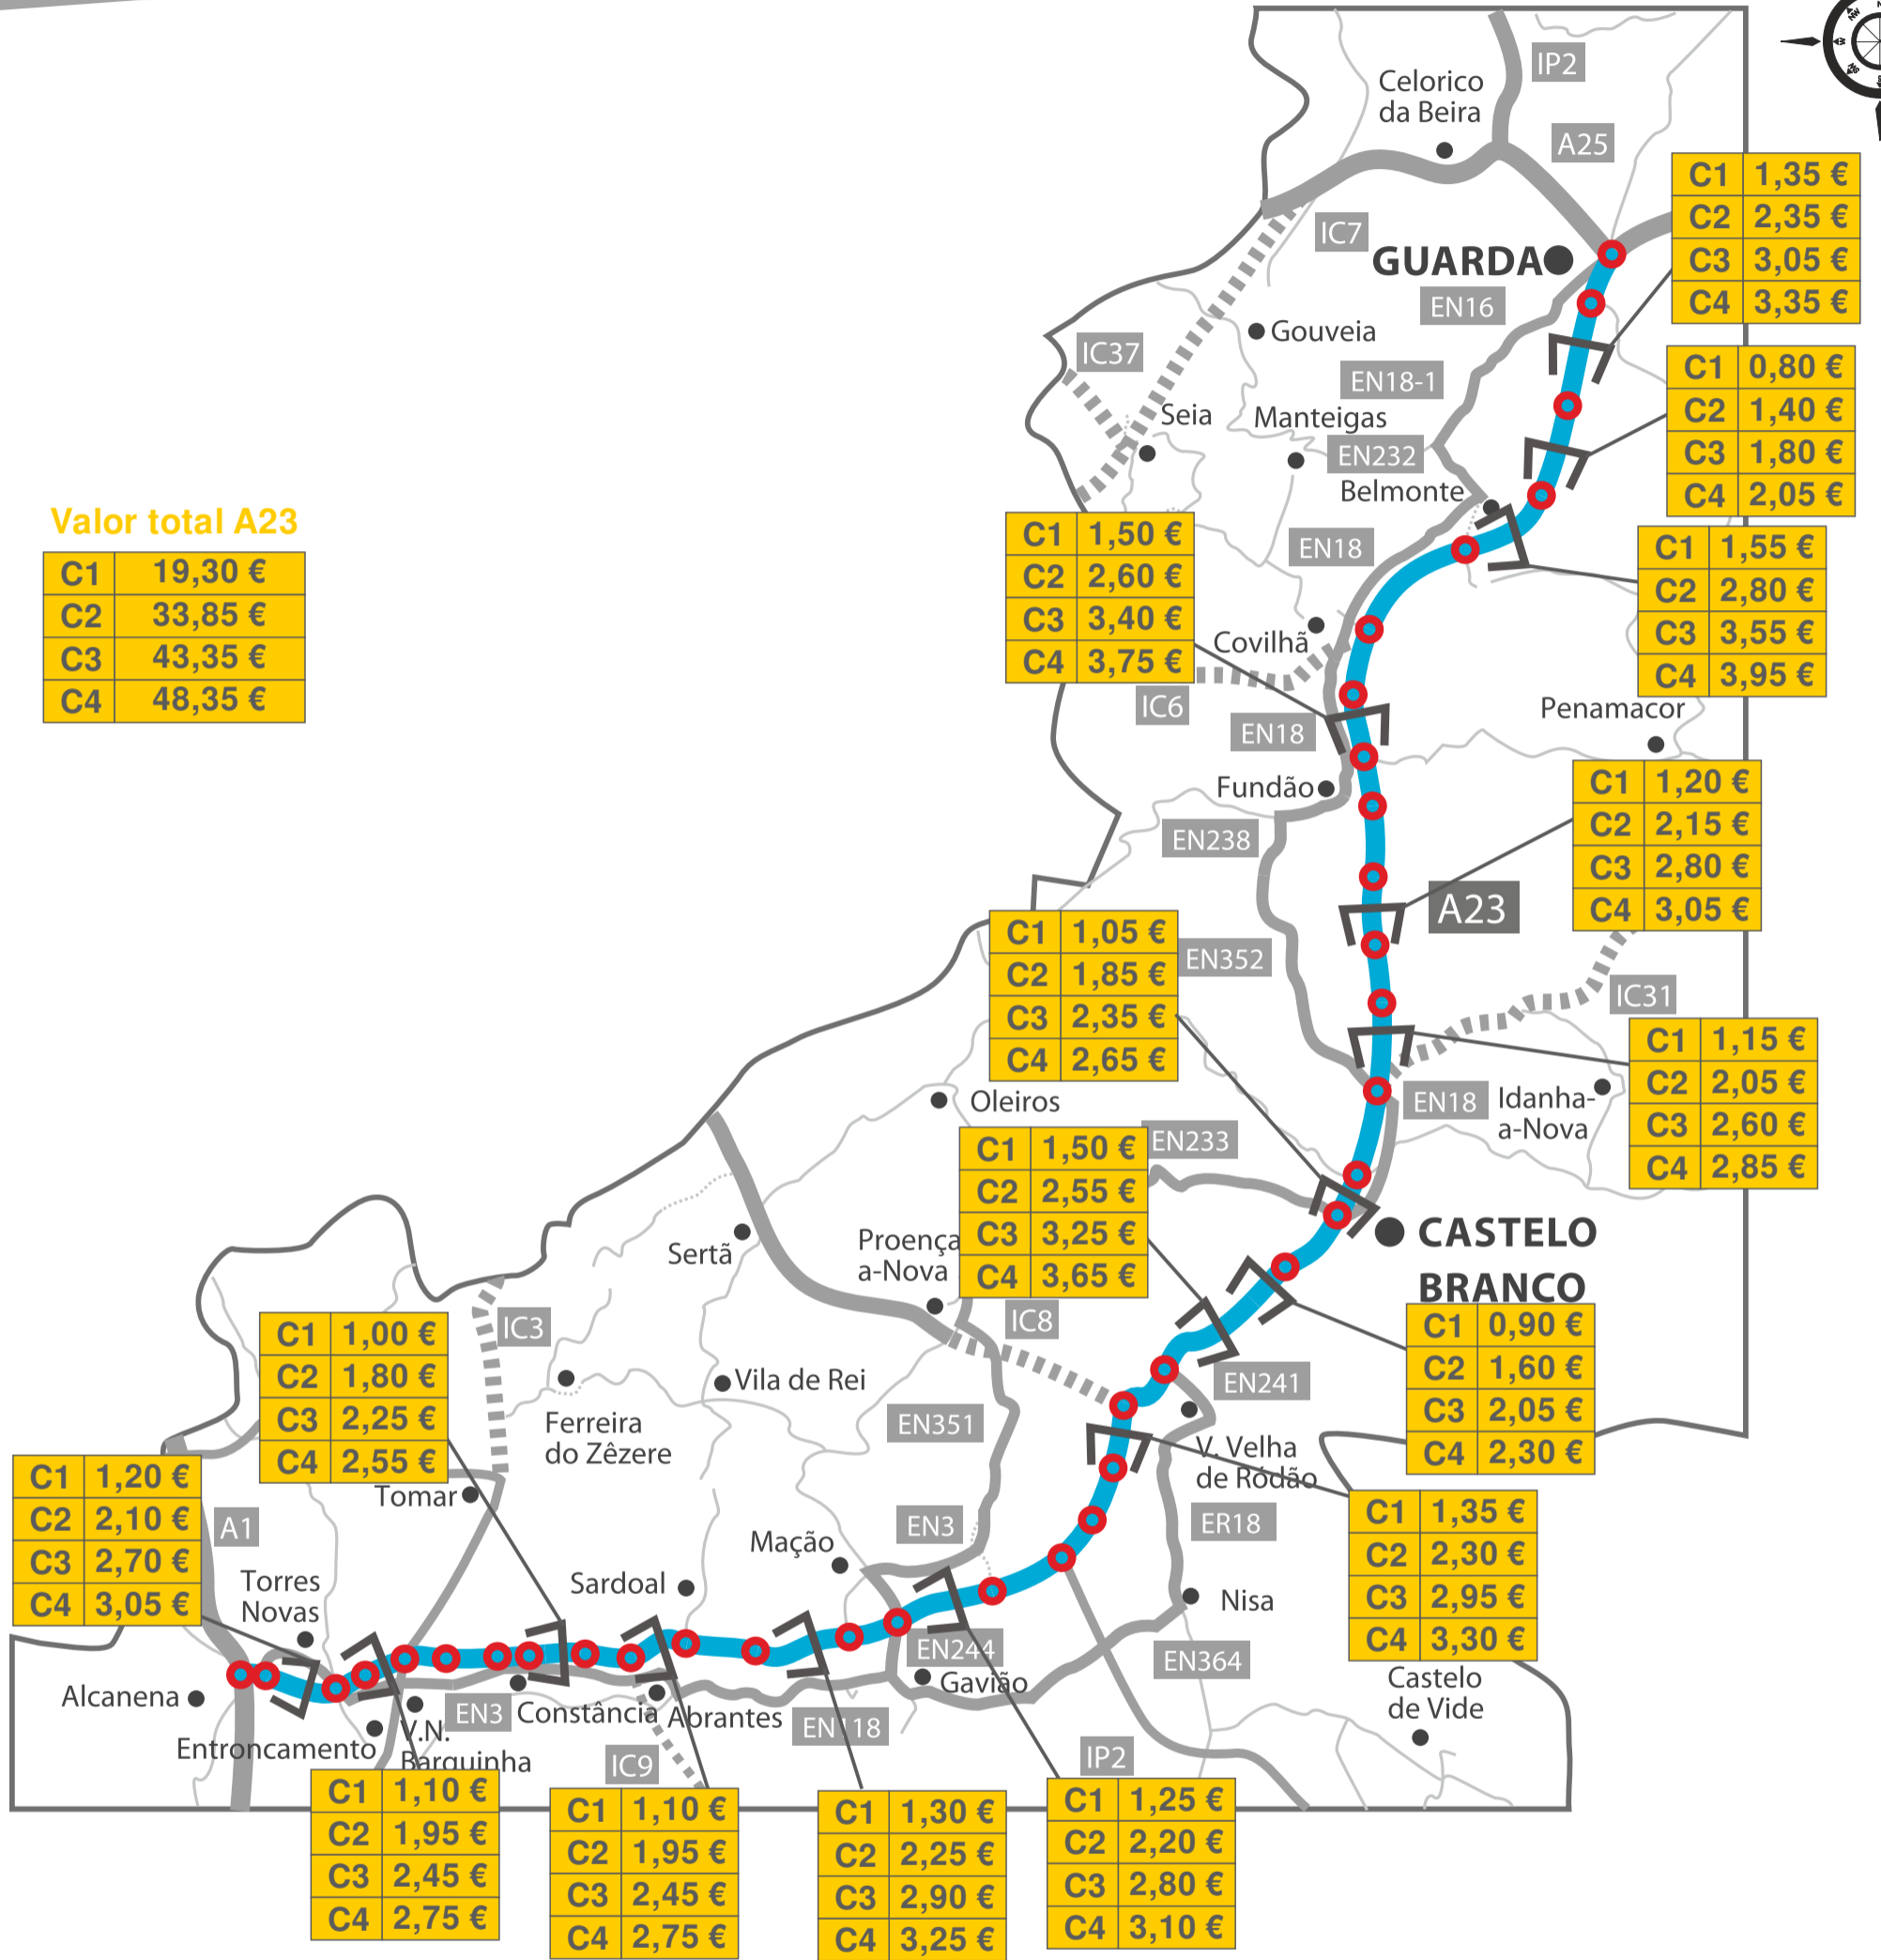 IP2
Celorico
da Beira
A25
C1 1,35 €
C2 2,35 €
C3 3,05 €
C4 3,35 €
IC7
GUARDA
EN16
Gouveia
IC37
EN18-1
C1 0,80 €
C2 1,40 €
C3 1,80 €
C4 2,05 €
Seia
Manteigas
EN232
Belmonte
Valor total A23
C1 19,30 €
C2 33,85 €
C3 43,35 €
C4 48,35 €
C1 1,50 €
C2 2,60 €
C3 3,40 €
C4 3,75 €
EN18
C1 1,55 €
C2 2,80 €
C3 3,55 €
C4 3,95 €
Covilhã
IC6
EN18
Penamacor
Fundão
EN238
C1 1,20 €
C2 2,15 €
C3 2,80 €
C4 3,05 €
A23
C1 1,05 €
C2 1,85 €
C3 2,35 €
C4 2,65 €
EN352
IC31
C1 1,15 €
C2 2,05 €
C3 2,60 €
C4 2,85 €
Oleiros
EN18
Idanha-
a-Nova
C1 1,50 €
C2 2,55 €
C3 3,25 €
C4 3,65 €
EN233
CASTELO
BRANCO
Sertã
Proença
a-Nova
IC8
IC3
C1 1,00 €
C2 1,80 €
C3 2,25 €
C4 2,55 €
C1 0,90 €
C2 1,60 €
C3 2,05 €
C4 2,30 €
Vila de Rei
EN241
Ferreira
do Zêzere
EN351
V. Velha
de Ródão
C1 1,20 €
C2 2,10 €
C3 2,70 €
C4 3,05 €
Tomar
A1
EN3
ER18
C1 1,35 €
C2 2,30 €
C3 2,95 €
C4 3,30 €
Mação
Torres
Novas
Sardoal
Nisa
EN244
EN364
Gavião
Castelo
de Vide
Alcanena
EN3
Constância
Abrantes
EN118
Entroncamento
V.N.
Barquinha
IC9
IP2
C1 1,10 €
C2 1,95 €
C3 2,45 €
C4 2,75 €
C1 1,10 €
C2 1,95 €
C3 2,45 €
C4 2,75 €
C1 1,30 €
C2 2,25 €
C3 2,90 €
C4 3,25 €
C1 1,25 €
C2 2,20 €
C3 2,80 €
C4 3,10 €